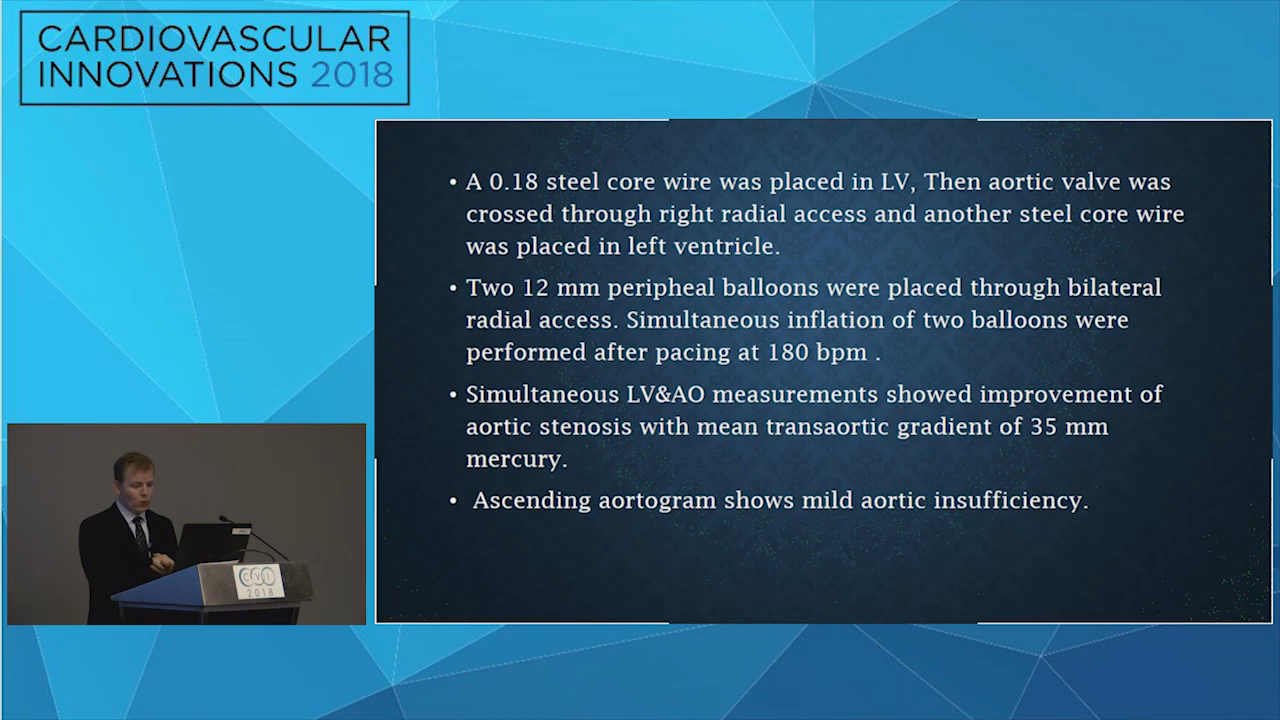 CARDIOVASCULAR
INNOVATIONS 2018
• A 0.18 steel core wire was placed in LV, Then aortic valve was
crossed through right radial access and another steel core wire
was placed in left ventricle.
• Two 12 mm peripheal balloons were placed through bilateral
radial access. Simultaneous inflation of two balloons were
performed after pacing at 180 bpm .
• Simultaneous LV&AO measurements showed improvement of
aortic stenosis with mean transaortic gradient of 35 mm
mercury.
• Ascending aortogram shows mild aortic insufficiency.
CVI
2018